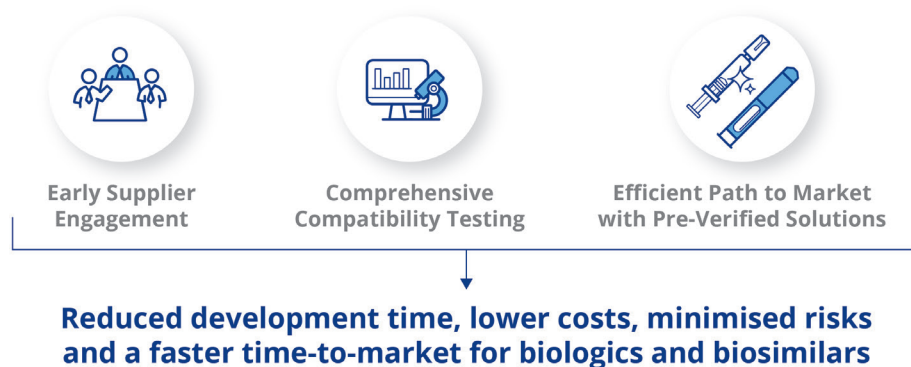 Early Supplier
Engagement
Comprehensive
Compatibility Testing
Efficient Path to Market
with Pre-Verified Solutions
Reduced development time, lower costs, minimised risks
and a faster time-to-market for biologics and biosimilars